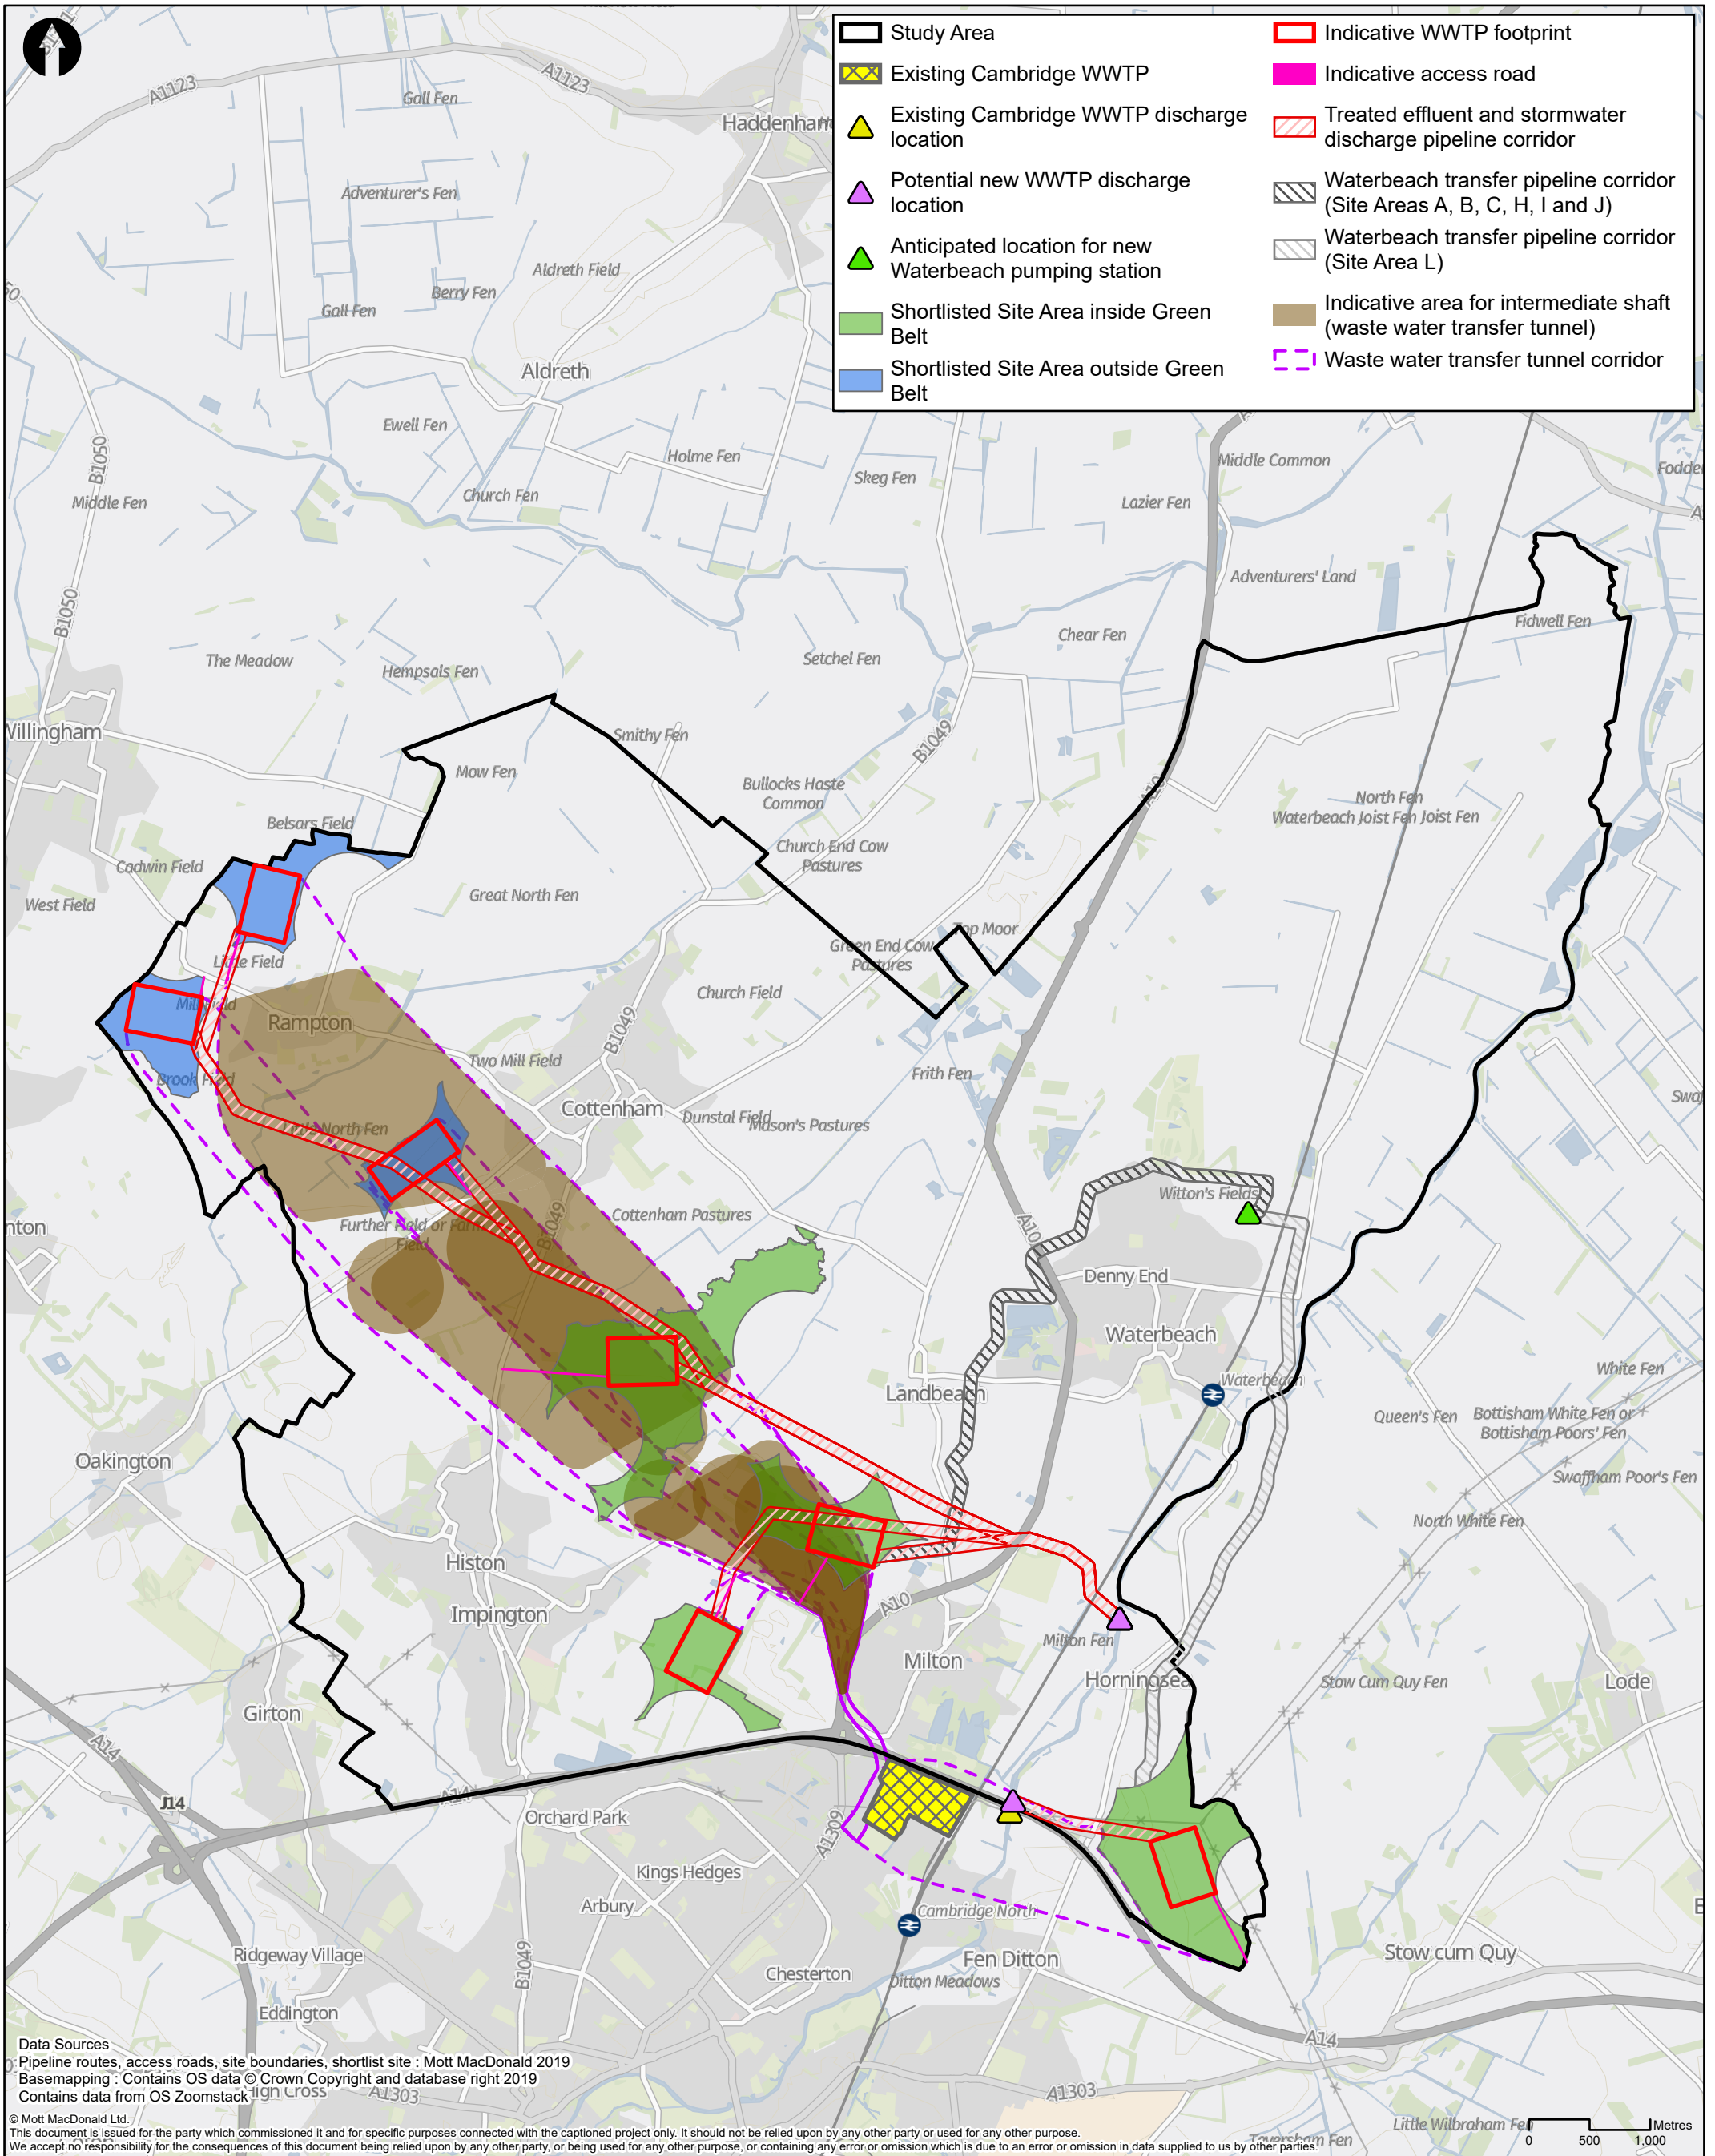 Study Area
Existing Cambridge WWTP
Existing Cambridge WWTP discharge
location
Potential new WWTP discharge
location
Anticipated location for new
Waterbeach pumping station
Shortlisted Site Area inside Green
Belt
Shortlisted Site Area outside Green
Belt
Indicative WWTP footprint
Indicative access road
Treated effluent and stormwater
discharge pipeline corridor
Waterbeach transfer pipeline corridor
(Site Areas A, B, C, H, I and J)
Waterbeach transfer pipeline corridor
(Site Area L)
Indicative area for intermediate shaft
(waste water transfer tunnel)
Waste water transfer tunnel corridor
A1123
A1123
Gall Fen
Haddenham
Adventurer's Fen
Aldreth Field
Berry Fen
Gall Fen
Aldreth
Ewell Fen
B1050
Holme Fen
Middle Common
Skeg Fen
Church Fen
Middle Fen
Lazier Fen
Adventurers' Land
B1050
Fidwell Fen
Chear Fen
The Meadow
Setchel Fen
Hempsals Fen
Willingham
Smithy Fen
B1049
Mow Fen
Bullocks Haste
Common
A10
North Fen
Waterbeach Joist Fen
Joist Fen
Belsars Field
Church End Cow
Pastures
Cadwin Field
West Field
Great North Fen
Top Moor
Green End Cow
Pastures
Little Field
Church Field
Mill Field
Rampton
B1049
Two Mill Field
Frith Fen
Brook Field
Cottenham
Dunstal Field
Mason's Pastures
Little North Fen
Witton's Fields
Cottenham Pastures
Further Field or Farm
Field
B1049
A10
Denny End
Waterbeach
White Fen
Waterbeach
Landbeach
Queen's Fen
Bottisham White Fen or
Bottisham Poors' Fen
Oakington
Swaffham Poor's Fen
North White Fen
Histon
Impington
A10
Milton Fen
Milton
Horningsea
Stow Cum Quy Fen
Lode
Girton
A14
J14
A14
Orchard Park
A1309
Kings Hedges
Arbury
Cambridge North
B1049
Ridgeway Village
Chesterton
Fen Ditton
Ditton Meadows
Stow cum Quy
Eddington
A14
Data Sources
Pipeline routes, access roads, site boundaries, shortlist site : Mott MacDonald 2019
Basemapping : Contains OS data © Crown Copyright and database right 2019
Contains data from OS Zoomstack
High Cross
A1303
A1303
Little Wilbraham Fen
Teversham Fen
Metres
0 500 1,000
© Mott MacDonald Ltd.
This document is issued for the party which commissioned it and for specific purposes connected with the captioned project only. It should not be relied upon by any other party or used for any other purpose.
We accept no responsibility for the consequences of this document being relied upon by any other party, or being used for any other purpose, or containing any error or omission which is due to an error or omission in data supplied to us by other parties.